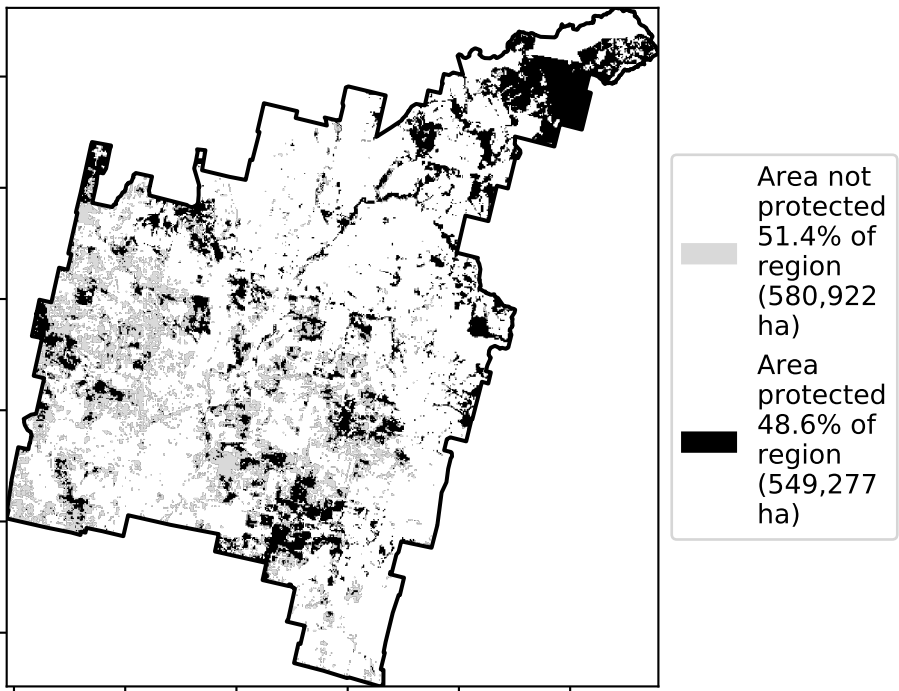 Area not
protected
51.4% of
region
(580,922
ha)
Area
protected
48.6% of
region
(549,277
ha)